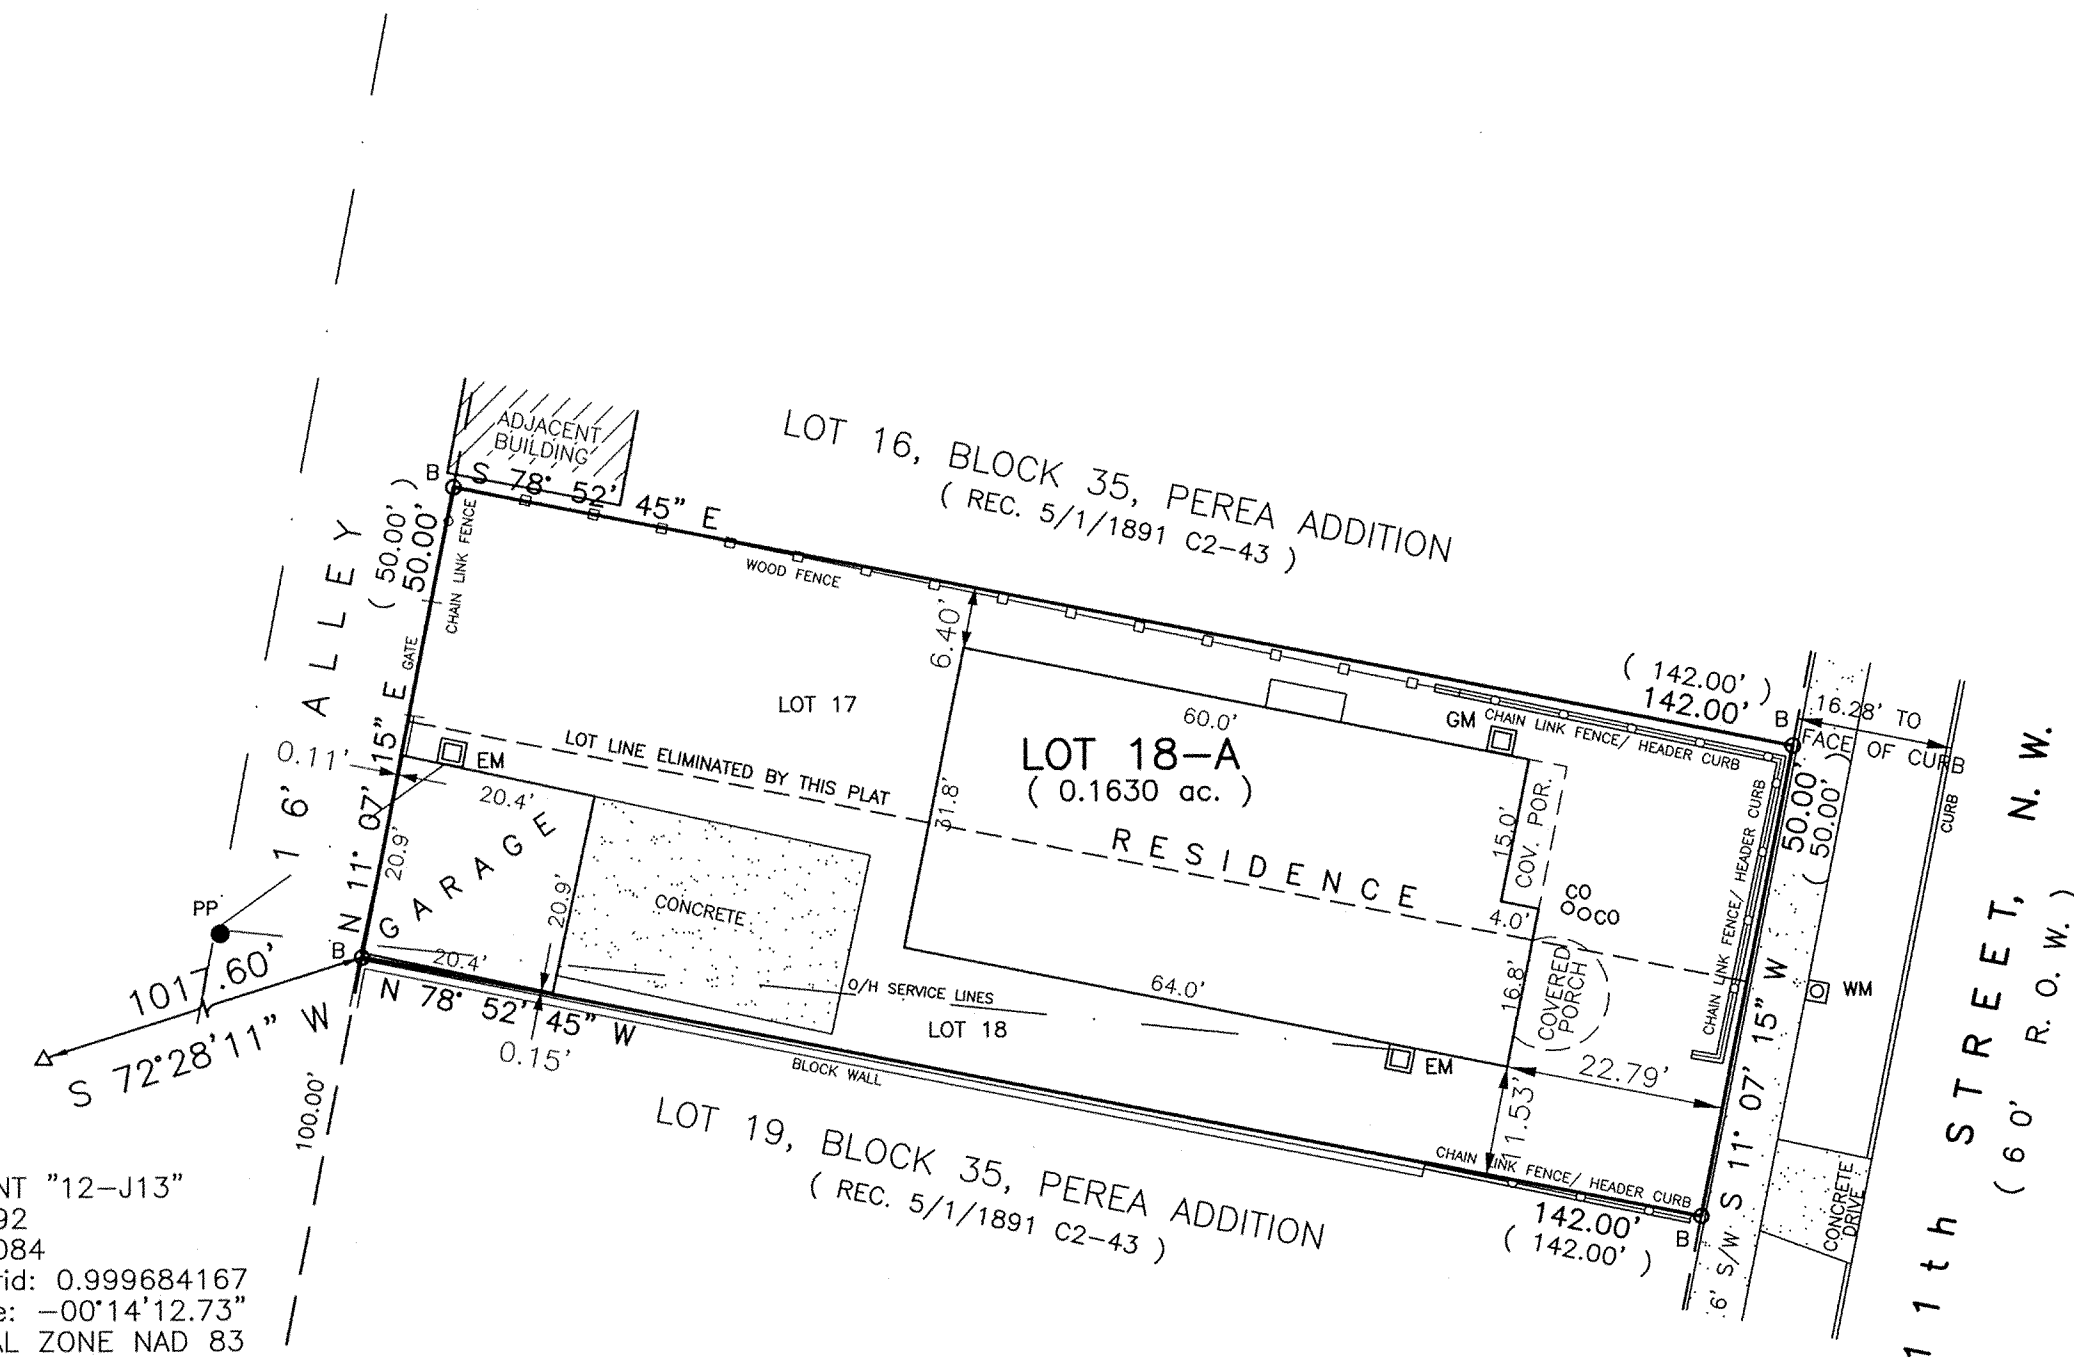 ADJACENT
BUILDING
LOT 16, BLOCK 35, PEREA ADDITION
( REC. 5/1/1891 C2-43 )
B
S 78° 52' 45" E
( 50.00' )
50.00'
CHAIN LINK FENCE
WOOD FENCE
16' ALLEY
GATE
N 11° 07' 15" E
6.40'
LOT 17
60.0'
( 142.00' )
142.00'
B
16.28' TO
FACE OF CURB
GM
CHAIN LINK FENCE/ HEADER CURB
LOT 18-A
( 0.1630 ac. )
LOT LINE ELIMINATED BY THIS PLAT
0.11'
EM
20.4'
31.8'
RESIDENCE
15.0'
COV. POR.
50.00'
( 50.00' )
CURB
CHAIN LINK FENCE/ HEADER CURB
20.9'
GARAGE
20.9'
CONCRETE
CO
CO
4.0'
PP
B
1017.60'
S 72°28'11" W
20.4'
N 78° 52' 45" W
0.15'
O/H SERVICE LINES
LOT 18
64.0'
16.8'
COVERED
PORCH
WM
EM
22.79'
11.53'
BLOCK WALL
S 11° 07' 15" W
11th STREET, N. W.
( 60' R. O. W. )
100.00'
LOT 19, BLOCK 35, PEREA ADDITION
( REC. 5/1/1891 C2-43 )
CHAIN LINK FENCE/ HEADER CURB
142.00'
( 142.00' )
B
6' S/W
CONCRETE
DRIVE
NT "12-J13"
92
084
rid: 0.999684167
e: -00°14'12.73"
AL ZONE NAD 83